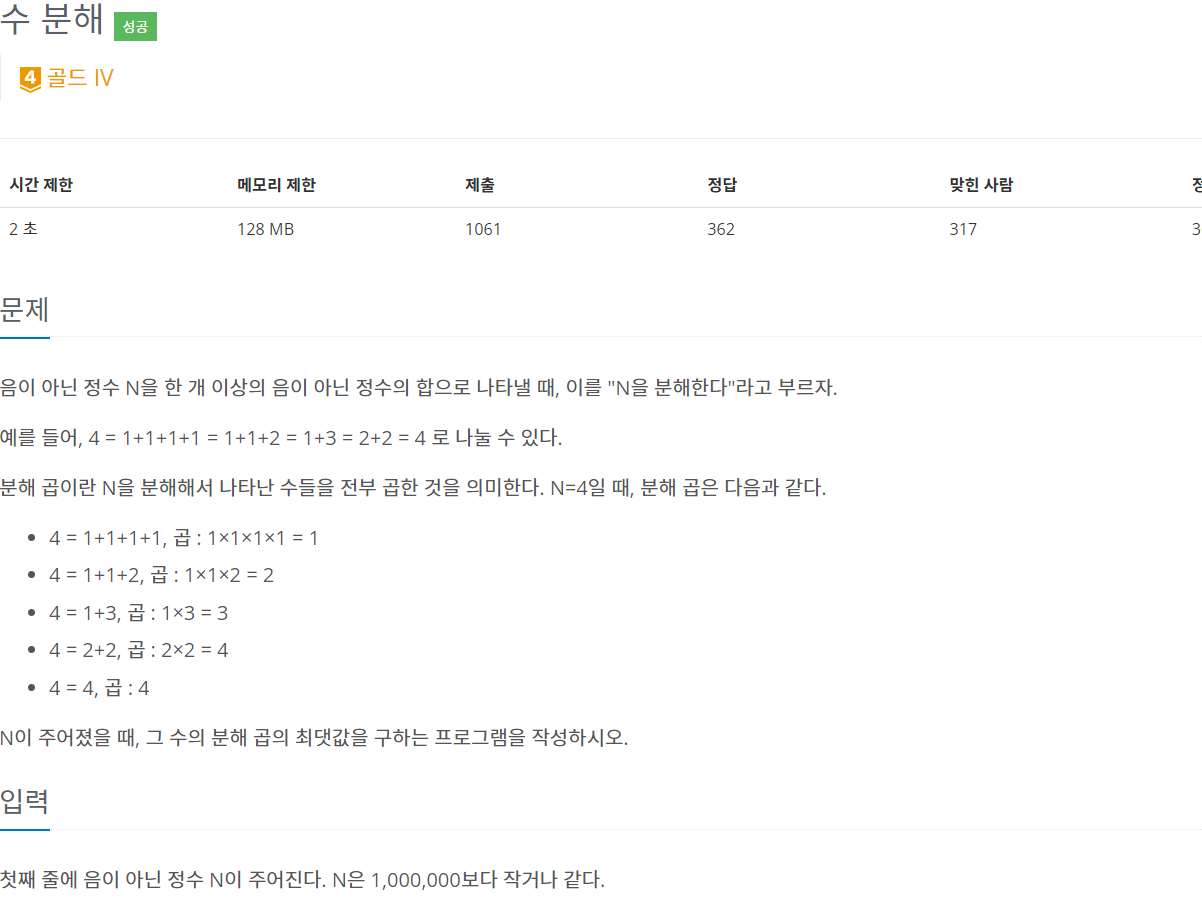 수 분해 성공
4 골드 IV
시간 제한 메모리 제한 제출 정답 맞힌 사람
2 초 128 MB 1061 362 317 3
문제
음이 아닌 정수 N을 한 개 이상의 음이 아닌 정수의 합으로 나타낼 때, 이를 "N을 분해한다"라고 부르자.
예를 들어, 4 = 1+1+1+1 = 1+1+2 = 1+3 = 2+2 = 4 로 나눌 수 있다.
분해 곱이란 N을 분해해서 나타난 수들을 전부 곱한 것을 의미한다. N=4일 때, 분해 곱은 다음과 같다.
• 4 = 1+1+1+1, 곱 : 1×1×1×1 = 1
• 4 = 1+1+2, 곱 : 1×1×2 = 2
• 4 = 1+3, 곱 : 1×3 = 3
• 4 = 2+2, 곱 : 2×2 = 4
• 4 = 4, 곱 : 4
N이 주어졌을 때, 그 수의 분해 곱의 최댓값을 구하는 프로그램을 작성하시오.
입력
첫째 줄에 음이 아닌 정수 N이 주어진다. N은 1,000,000보다 작거나 같다.